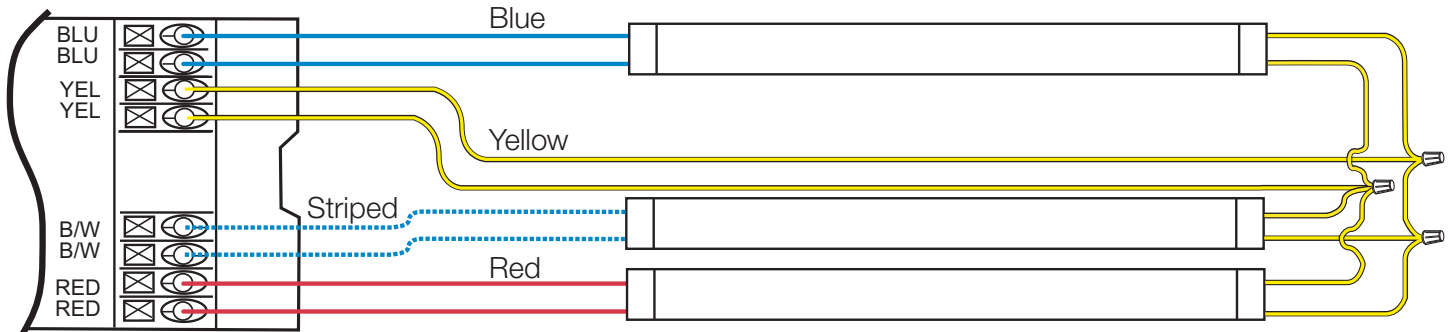 BLU
BLU
YEL
YEL
B/W
B/W
RED
RED
Blue
Yellow
Striped
Red